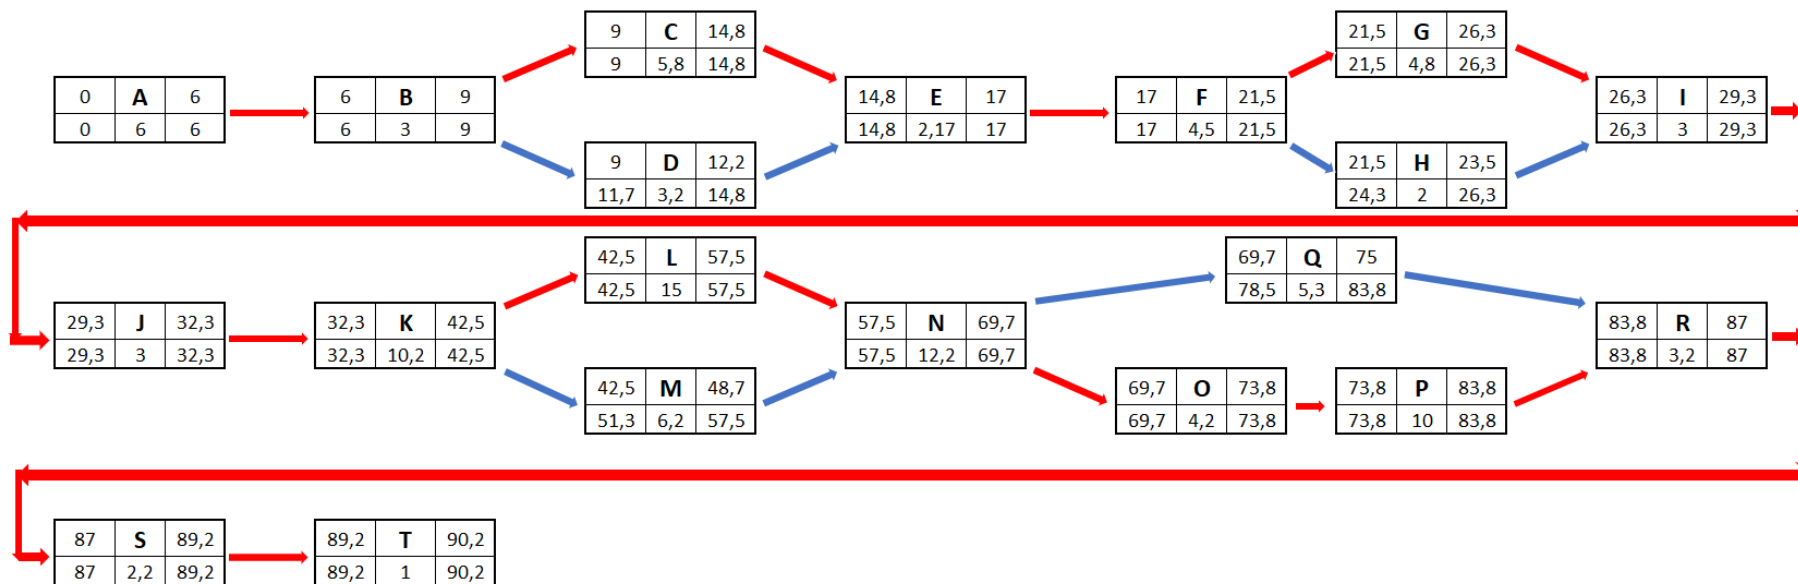 9 C 14,8
9 5,8 14,8
21,5 G 26,3
21,5 4,8 26,3
0 A 6
0 6 6
6 B 9
6 3 9
14,8 E 17
14,8 2,17 17
17 F 21,5
17 4,5 21,5
26,3 I 29,3
26,3 3 29,3
9 D 12,2
11,7 3,2 14,8
21,5 H 23,5
24,3 2 26,3
42,5 L 57,5
42,5 15 57,5
69,7 Q 75
78,5 5,3 83,8
29,3 J 32,3
29,3 3 32,3
32,3 K 42,5
32,3 10,2 42,5
57,5 N 69,7
57,5 12,2 69,7
83,8 R 87
83,8 3,2 87
42,5 M 48,7
51,3 6,2 57,5
69,7 O 73,8
69,7 4,2 73,8
73,8 P 83,8
73,8 10 83,8
87 S 89,2
87 2,2 89,2
89,2 T 90,2
89,2 1 90,2